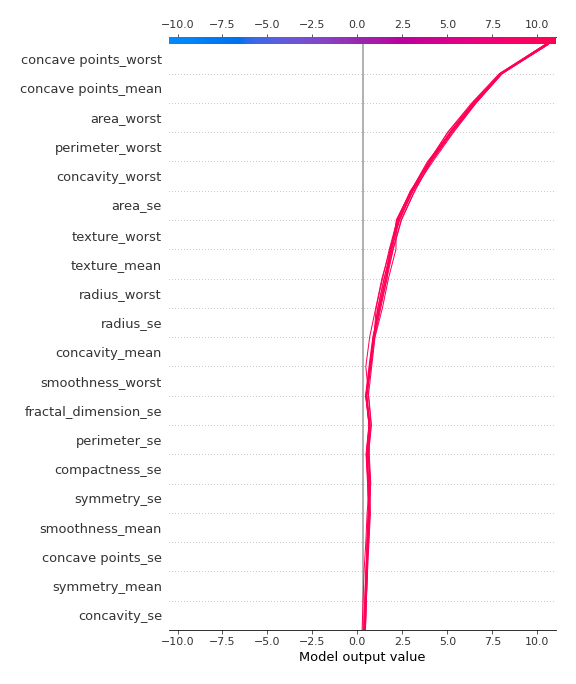 −10.0 −7.5 −5.0 −2.5 0.0 2.5 5.0 7.5 10.0
concave points_worst
concave points_mean
area_worst
perimeter_worst
concavity_worst
area_se
texture_worst
texture_mean
radius_worst
radius_se
concavity_mean
smoothness_worst
fractal_dimension_se
perimeter_se
compactness_se
symmetry_se
smoothness_mean
concave points_se
symmetry_mean
concavity_se
−10.0 −7.5 −5.0 −2.5 0.0 2.5 5.0 7.5 10.0
Model output value